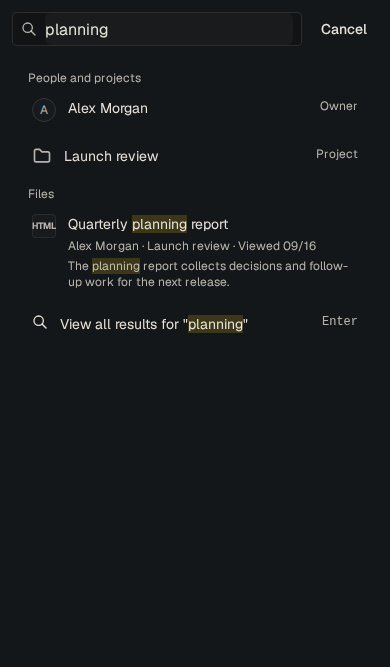 planning
Cancel
People and projects
A
Alex Morgan
Owner
Launch review
Project
Files
HTML
Quarterly planning report
Alex Morgan · Launch review · Viewed 09/16
The planning report collects decisions and follow-
up work for the next release.
View all results for "planning"
Enter